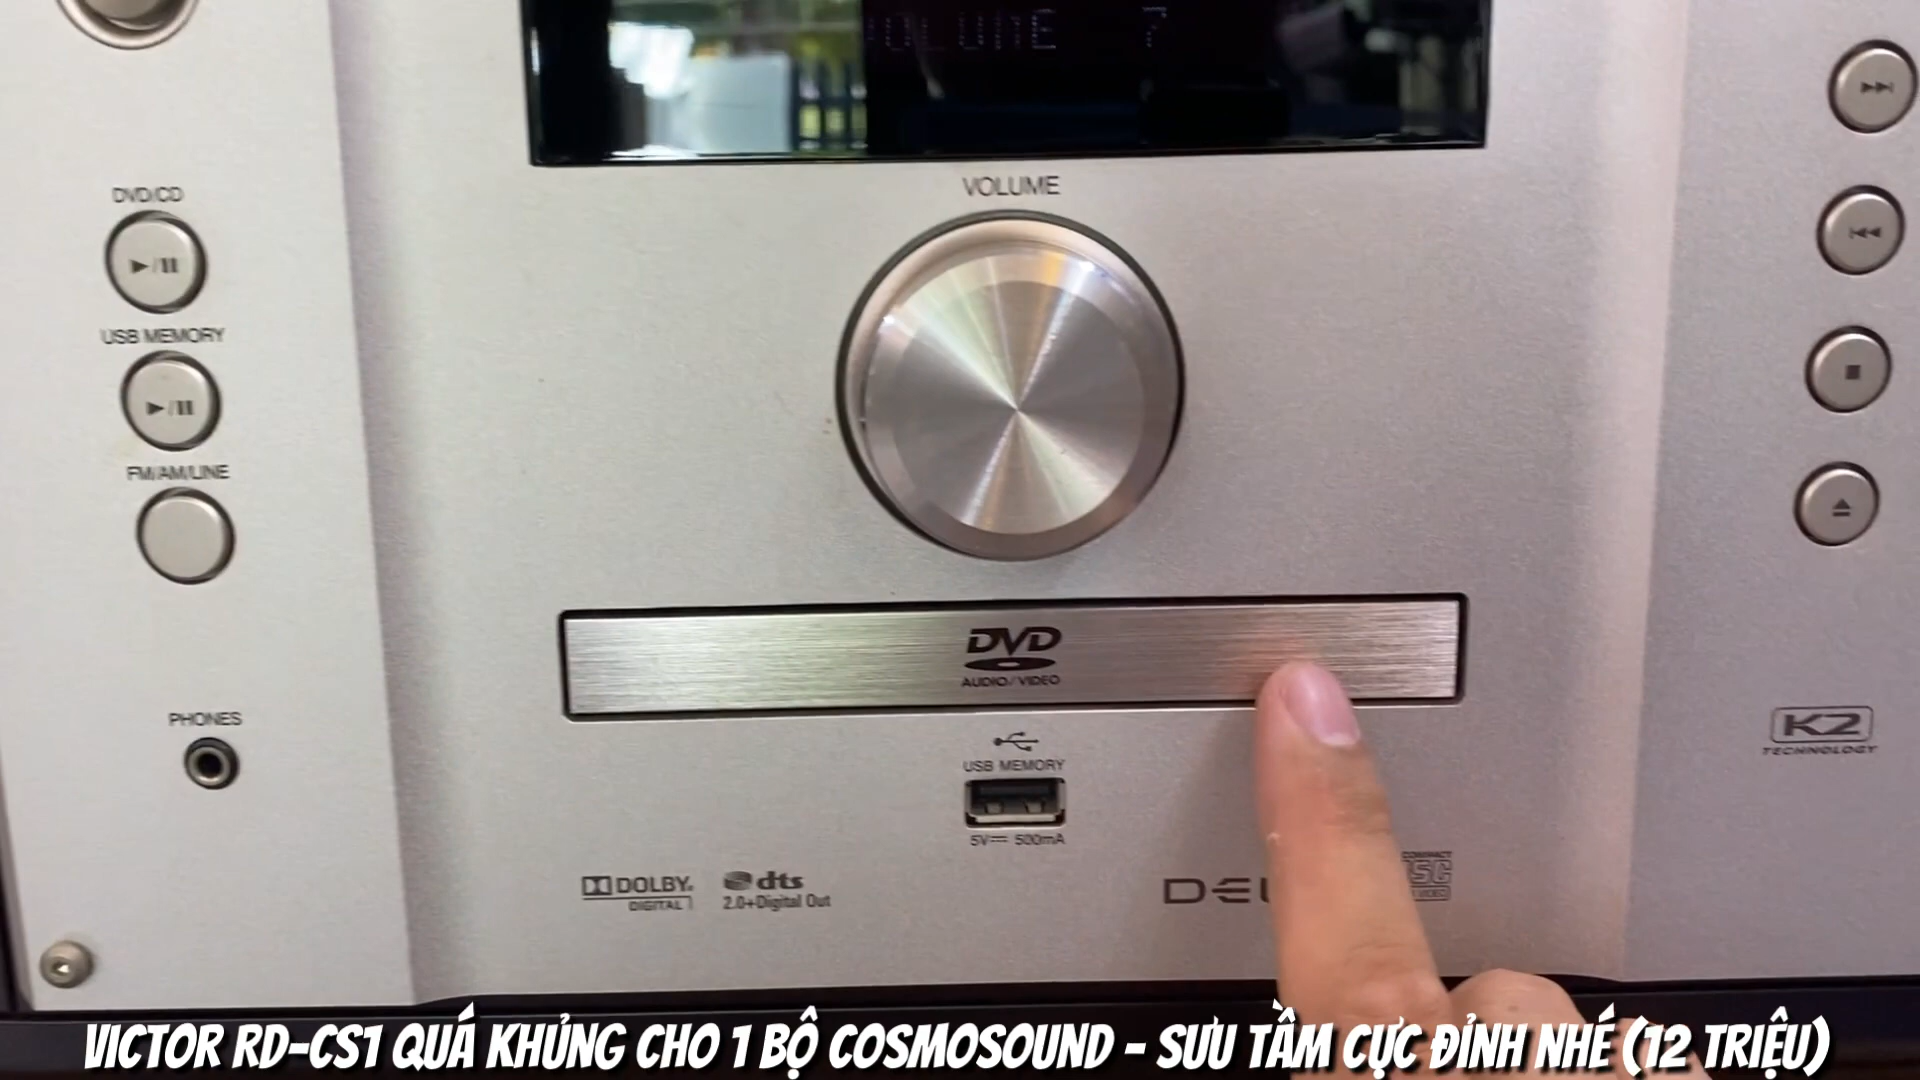 VOLUME 7
VOLUME
DVD/CD
USB MEMORY
FM/AM/LINE
PHONES
DVD
AUDIO/VIDEO
USB MEMORY
5V 500mA
DOLBY
DIGITAL
dts
2.0+Digital Out
COMPACT
K2
TECHNOLOGY
VICTOR RD-CS1 QUÁ KHỦNG CHO 1 BỘ COSMOSOUND - SƯU TẦM CỰC ĐỈNH NHÉ (12 TRIỆU)